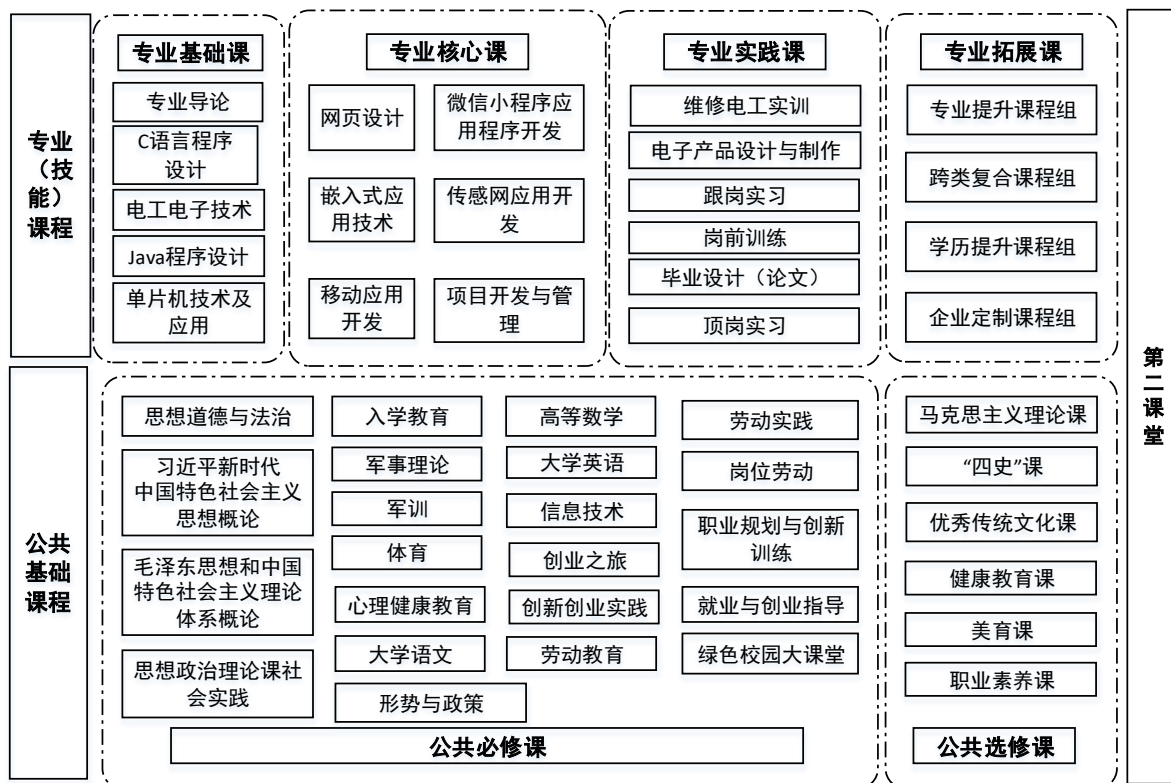 专业
（技
能）
课程
专业基础课
专业导论
C语言程序
设计
电工电子技术
Java程序设计
单片机技术及
应用
专业核心课
网页设计
微信小程序应
用程序开发
嵌入式应
用技术
传感网应用开
发
移动应用
开发
项目开发与管
理
专业实践课
维修电工实训
电子产品设计与制作
跟岗实习
岗前训练
毕业设计（论文）
顶岗实习
专业拓展课
专业提升课程组
跨类复合课程组
学历提升课程组
企业定制课程组
公共
基础
课程
思想道德与法治
习近平新时代
中国特色社会主义
思想概论
毛泽东思想和中国
特色社会主义理论
体系概论
思想政治理论课社
会实践
入学教育
军事理论
军训
体育
心理健康教育
大学语文
形势与政策
高等数学
大学英语
信息技术
创业之旅
创新创业实践
劳动教育
劳动实践
岗位劳动
职业规划与创新
训练
就业与创业指导
绿色校园大课堂
公共必修课
马克思主义理论课
“四史”课
优秀传统文化课
健康教育课
美育课
职业素养课
公共选修课
第
二
课
堂